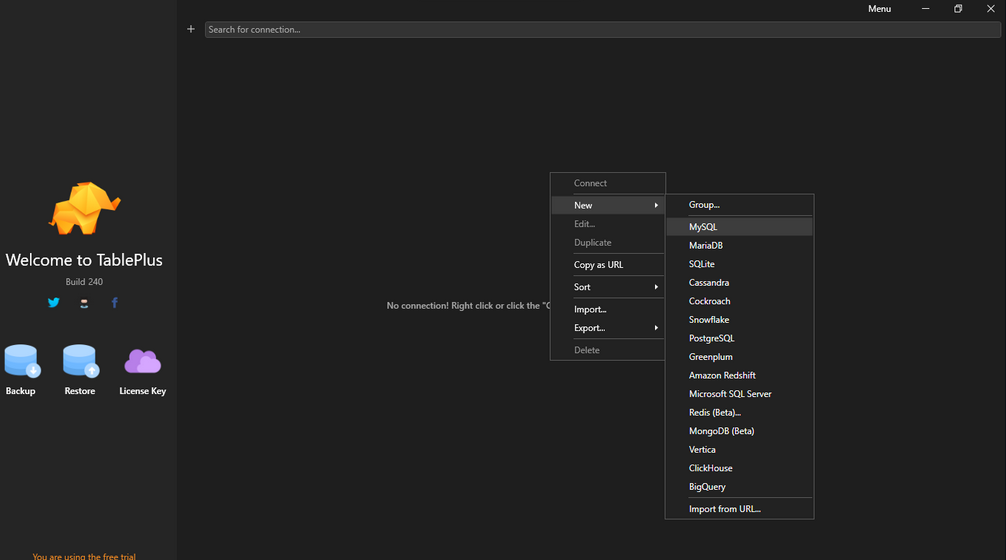 Menu
Search for connection...
Welcome to TablePlus
Build 240
Backup
Restore
License Key
You are using the free trial
No connection! Right click or click the "C
Connect
New
Edit...
Duplicate
Copy as URL
Sort
Import...
Export...
Delete
Group...
MySQL
MariaDB
SQLite
Cassandra
Cockroach
Snowflake
PostgreSQL
Greenplum
Amazon Redshift
Microsoft SQL Server
Redis (Beta)...
MongoDB (Beta)
Vertica
ClickHouse
BigQuery
Import from URL...